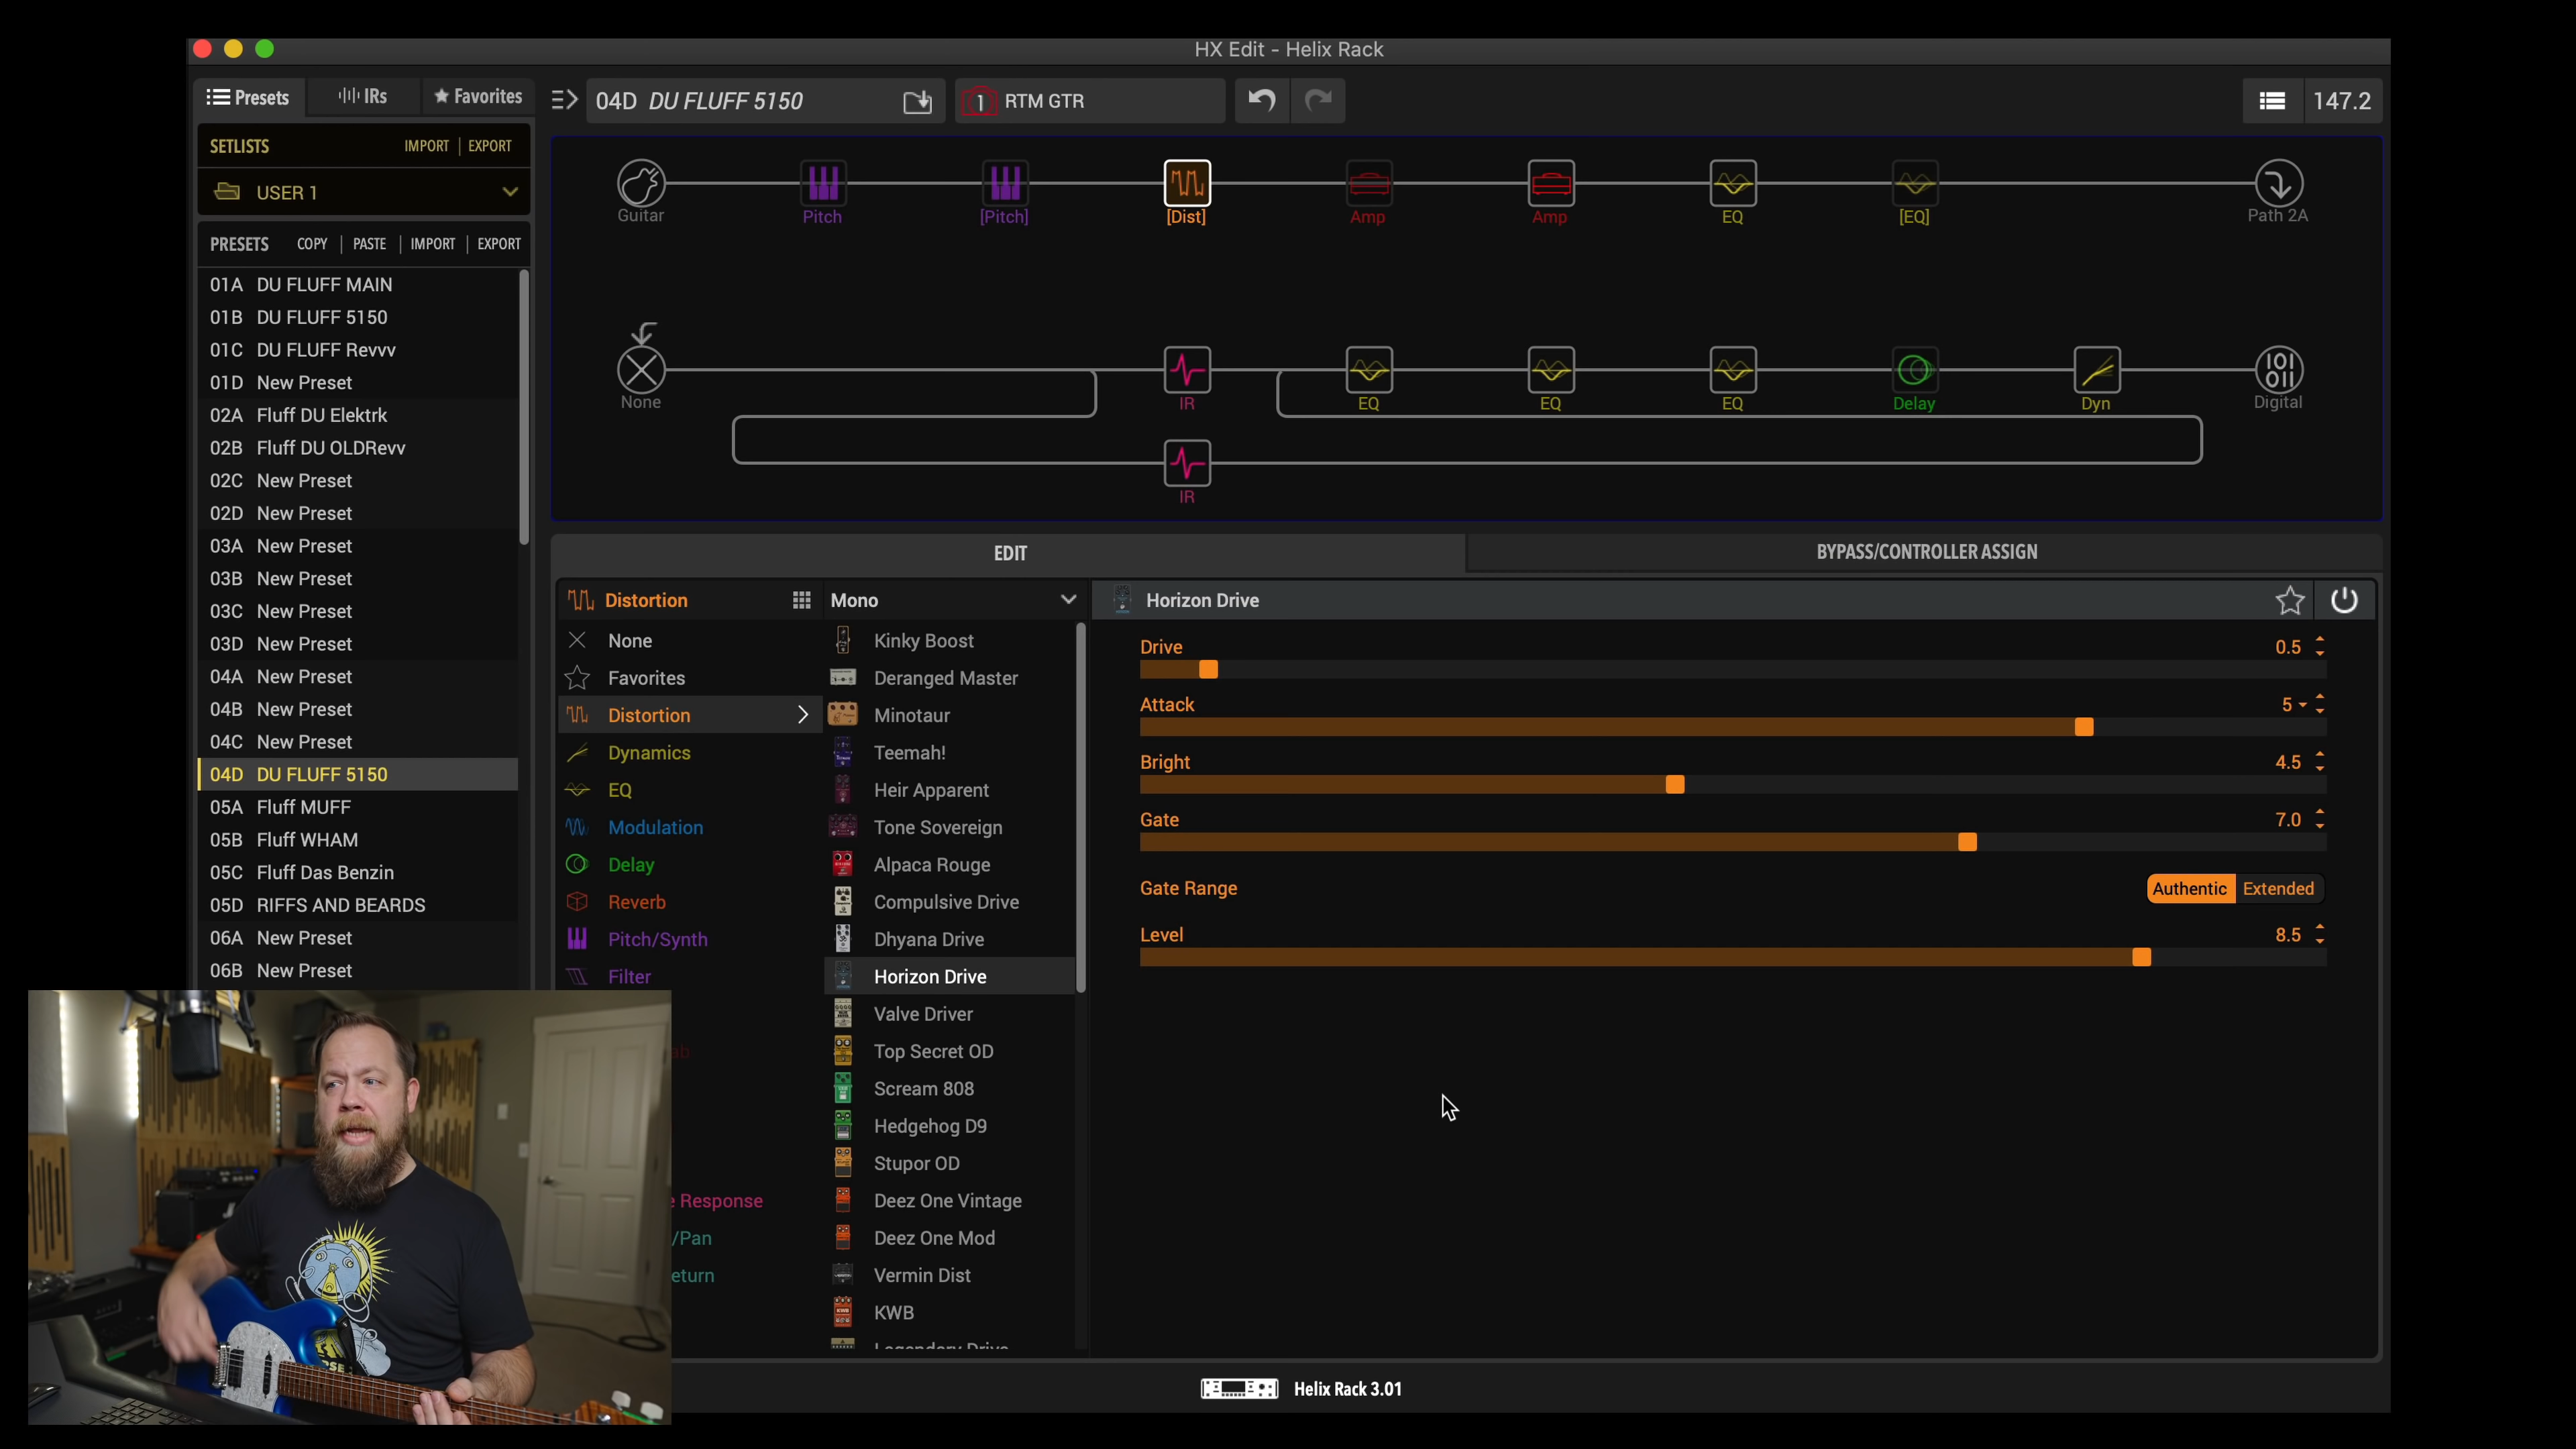 HX Edit - Helix Rack
Presets IRs Favorites
04D DU FLUFF 5150
1 RTM GTR
147.2
SETLISTS IMPORT | EXPORT
USER 1
PRESETS COPY | PASTE | IMPORT | EXPORT
01A DU FLUFF MAIN
01B DU FLUFF 5150
01C DU FLUFF Revvv
01D New Preset
02A Fluff DU Elektrk
02B Fluff DU OLDRevv
02C New Preset
02D New Preset
03A New Preset
03B New Preset
03C New Preset
03D New Preset
04A New Preset
04B New Preset
04C New Preset
04D DU FLUFF 5150
05A Fluff MUFF
05B Fluff WHAM
05C Fluff Das Benzin
05D RIFFS AND BEARDS
06A New Preset
06B New Preset
Guitar Pitch [Pitch] [Dist] Amp Amp EQ [EQ] Path 2A
None IR EQ EQ EQ Delay Dyn Digital
IR
EDIT
BYPASS/CONTROLLER ASSIGN
Distortion
None
Favorites
Distortion
Dynamics
EQ
Modulation
Delay
Reverb
Pitch/Synth
Filter
ab
e Response
/Pan
eturn
Mono
Kinky Boost
Deranged Master
Minotaur
Teemah!
Heir Apparent
Tone Sovereign
Alpaca Rouge
Compulsive Drive
Dhyana Drive
Horizon Drive
Valve Driver
Top Secret OD
Scream 808
Hedgehog D9
Stupor OD
Deez One Vintage
Deez One Mod
Vermin Dist
KWB
Legendary Drive
Horizon Drive
Drive 0.5
Attack 5
Bright 4.5
Gate 7.0
Gate Range Authentic Extended
Level 8.5
Helix Rack 3.01